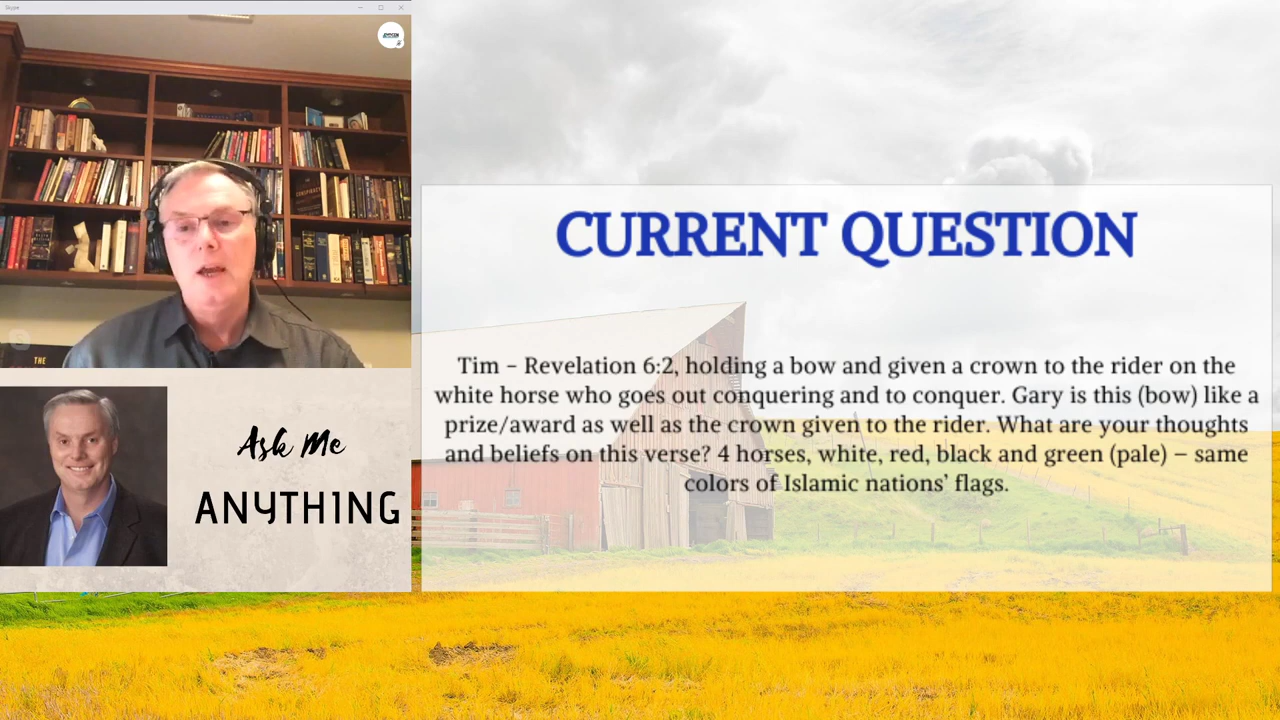 Skype
CONSPIRACY
THE
Ask Me
ANYTHING
CURRENT QUESTION
Tim – Revelation 6:2, holding a bow and given a crown to the rider on the
white horse who goes out conquering and to conquer. Gary is this (bow) like a
prize/award as well as the crown given to the rider. What are your thoughts
and beliefs on this verse? 4 horses, white, red, black and green (pale) – same
colors of Islamic nations’ flags.